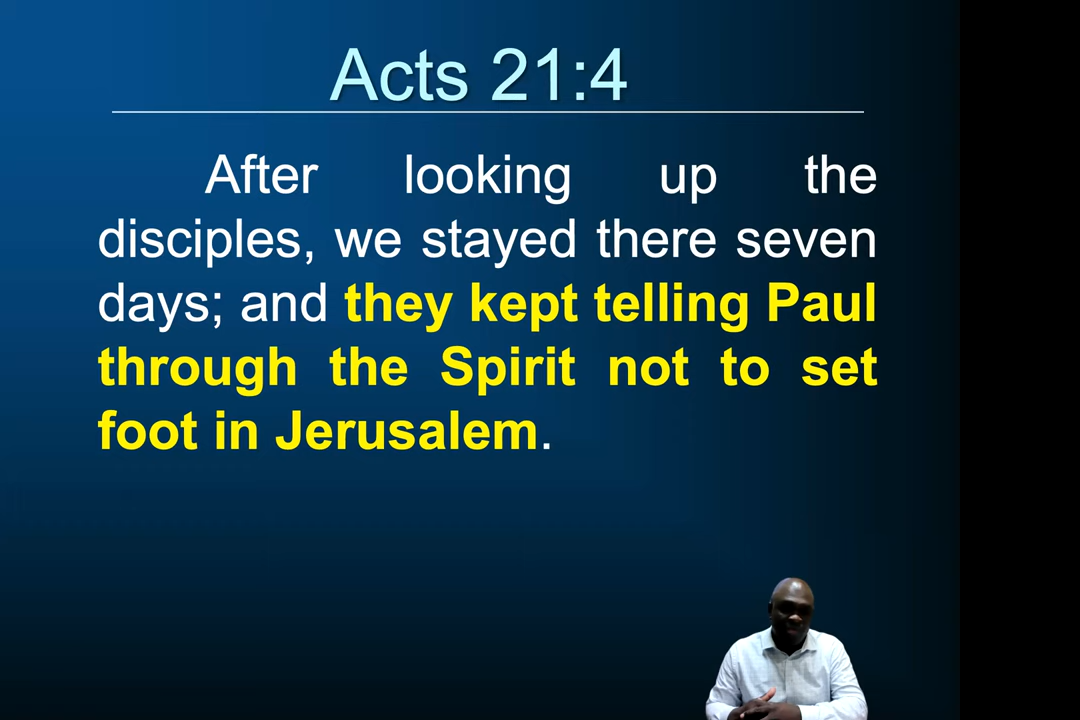 Acts 21:4
After looking up the
disciples, we stayed there seven
days; and they kept telling Paul
through the Spirit not to set
foot in Jerusalem.